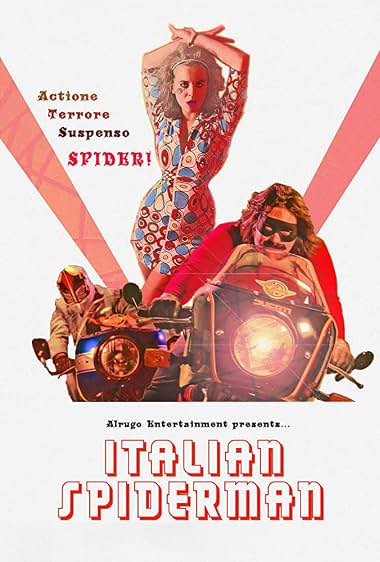 Actione
Terrore
Suspenso
SPIDER!
Alrugo Entertainment presents...
ITALIAN
SPIDERMAN